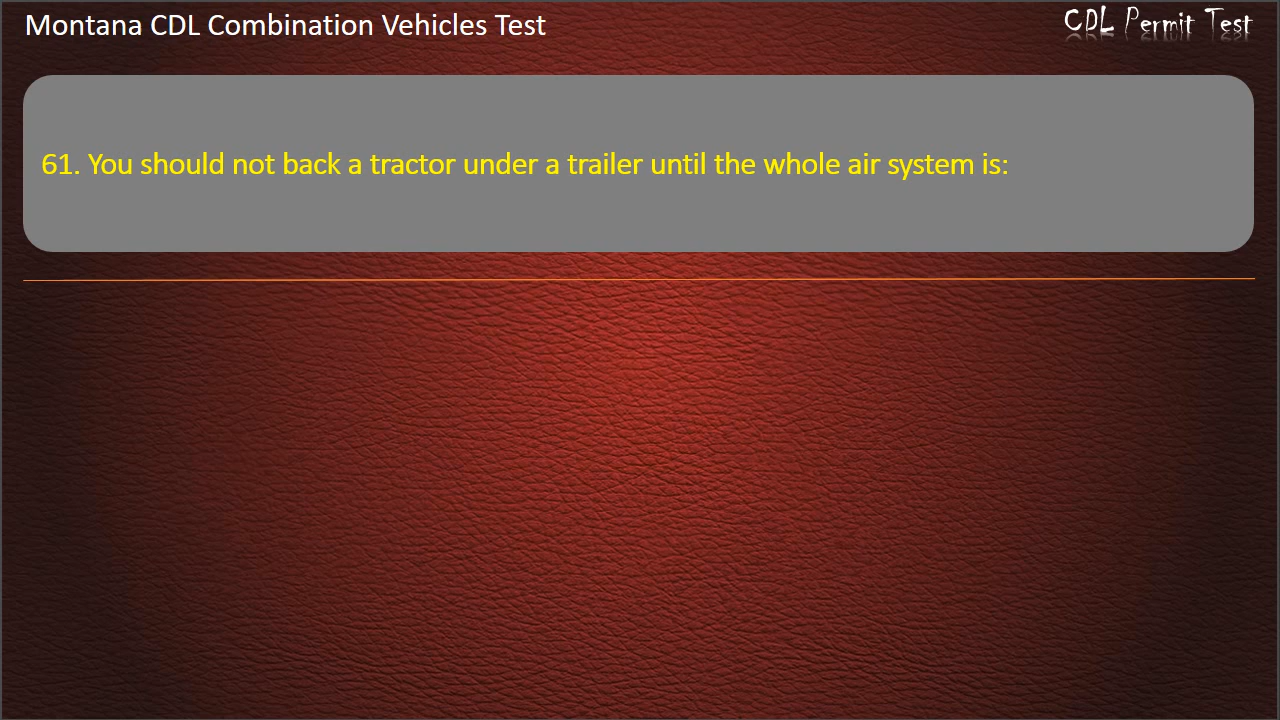 Montana CDL Combination Vehicles Test
CDL Permit Test
61. You should not back a tractor under a trailer until the whole air system is: